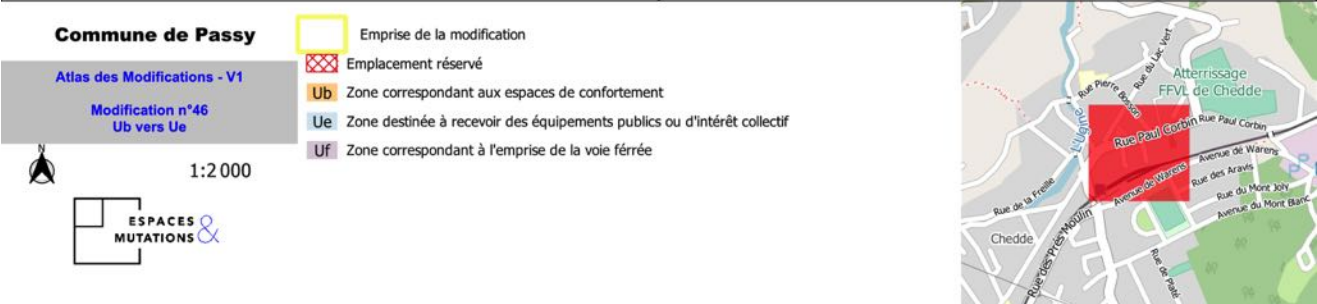 Commune de Passy
Atlas des Modifications - V1
Modification n°46
Ub vers Ue
N
1:2 000
ESPACES &
MUTATIONS
Emprise de la modification
Emplacement réservé
Ub Zone correspondant aux espaces de confortement
Ue Zone destinée à recevoir des équipements publics ou d'intérêt collectif
Uf Zone correspondant à l'emprise de la voie férrée
Rue du Lac Vert
Atterrissage
FFVL de Chedde
Rue Pierre Bosson
L'Ugine
Rue Paul Corbin
Rue Paul Corbin
Avenue de Warens
Avenue de Warens
Rue des Aravis
Rue du Mont Joly
Avenue du Mont Blanc
Rue de la Freille
Chedde
Rue des Prés Moulin
Rue de Platé